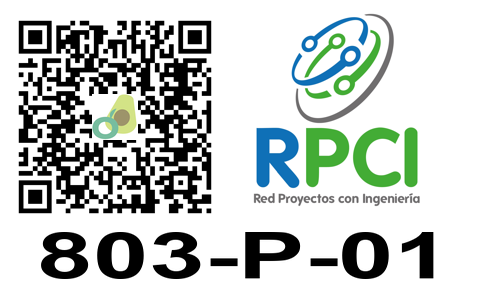 RPCI
Red Proyectos con Ingeniería
803-P-01